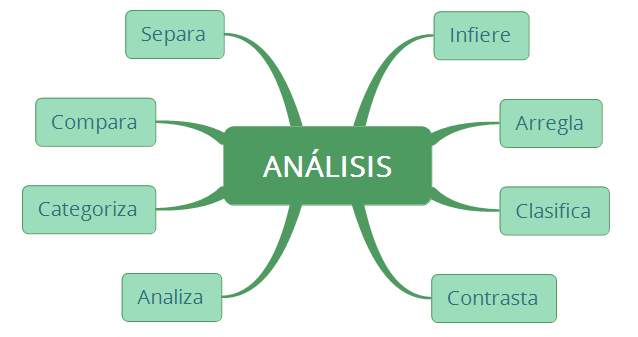 Separa
Infiere
Compara
Arregla
ANÁLISIS
Categoriza
Clasifica
Analiza
Contrasta